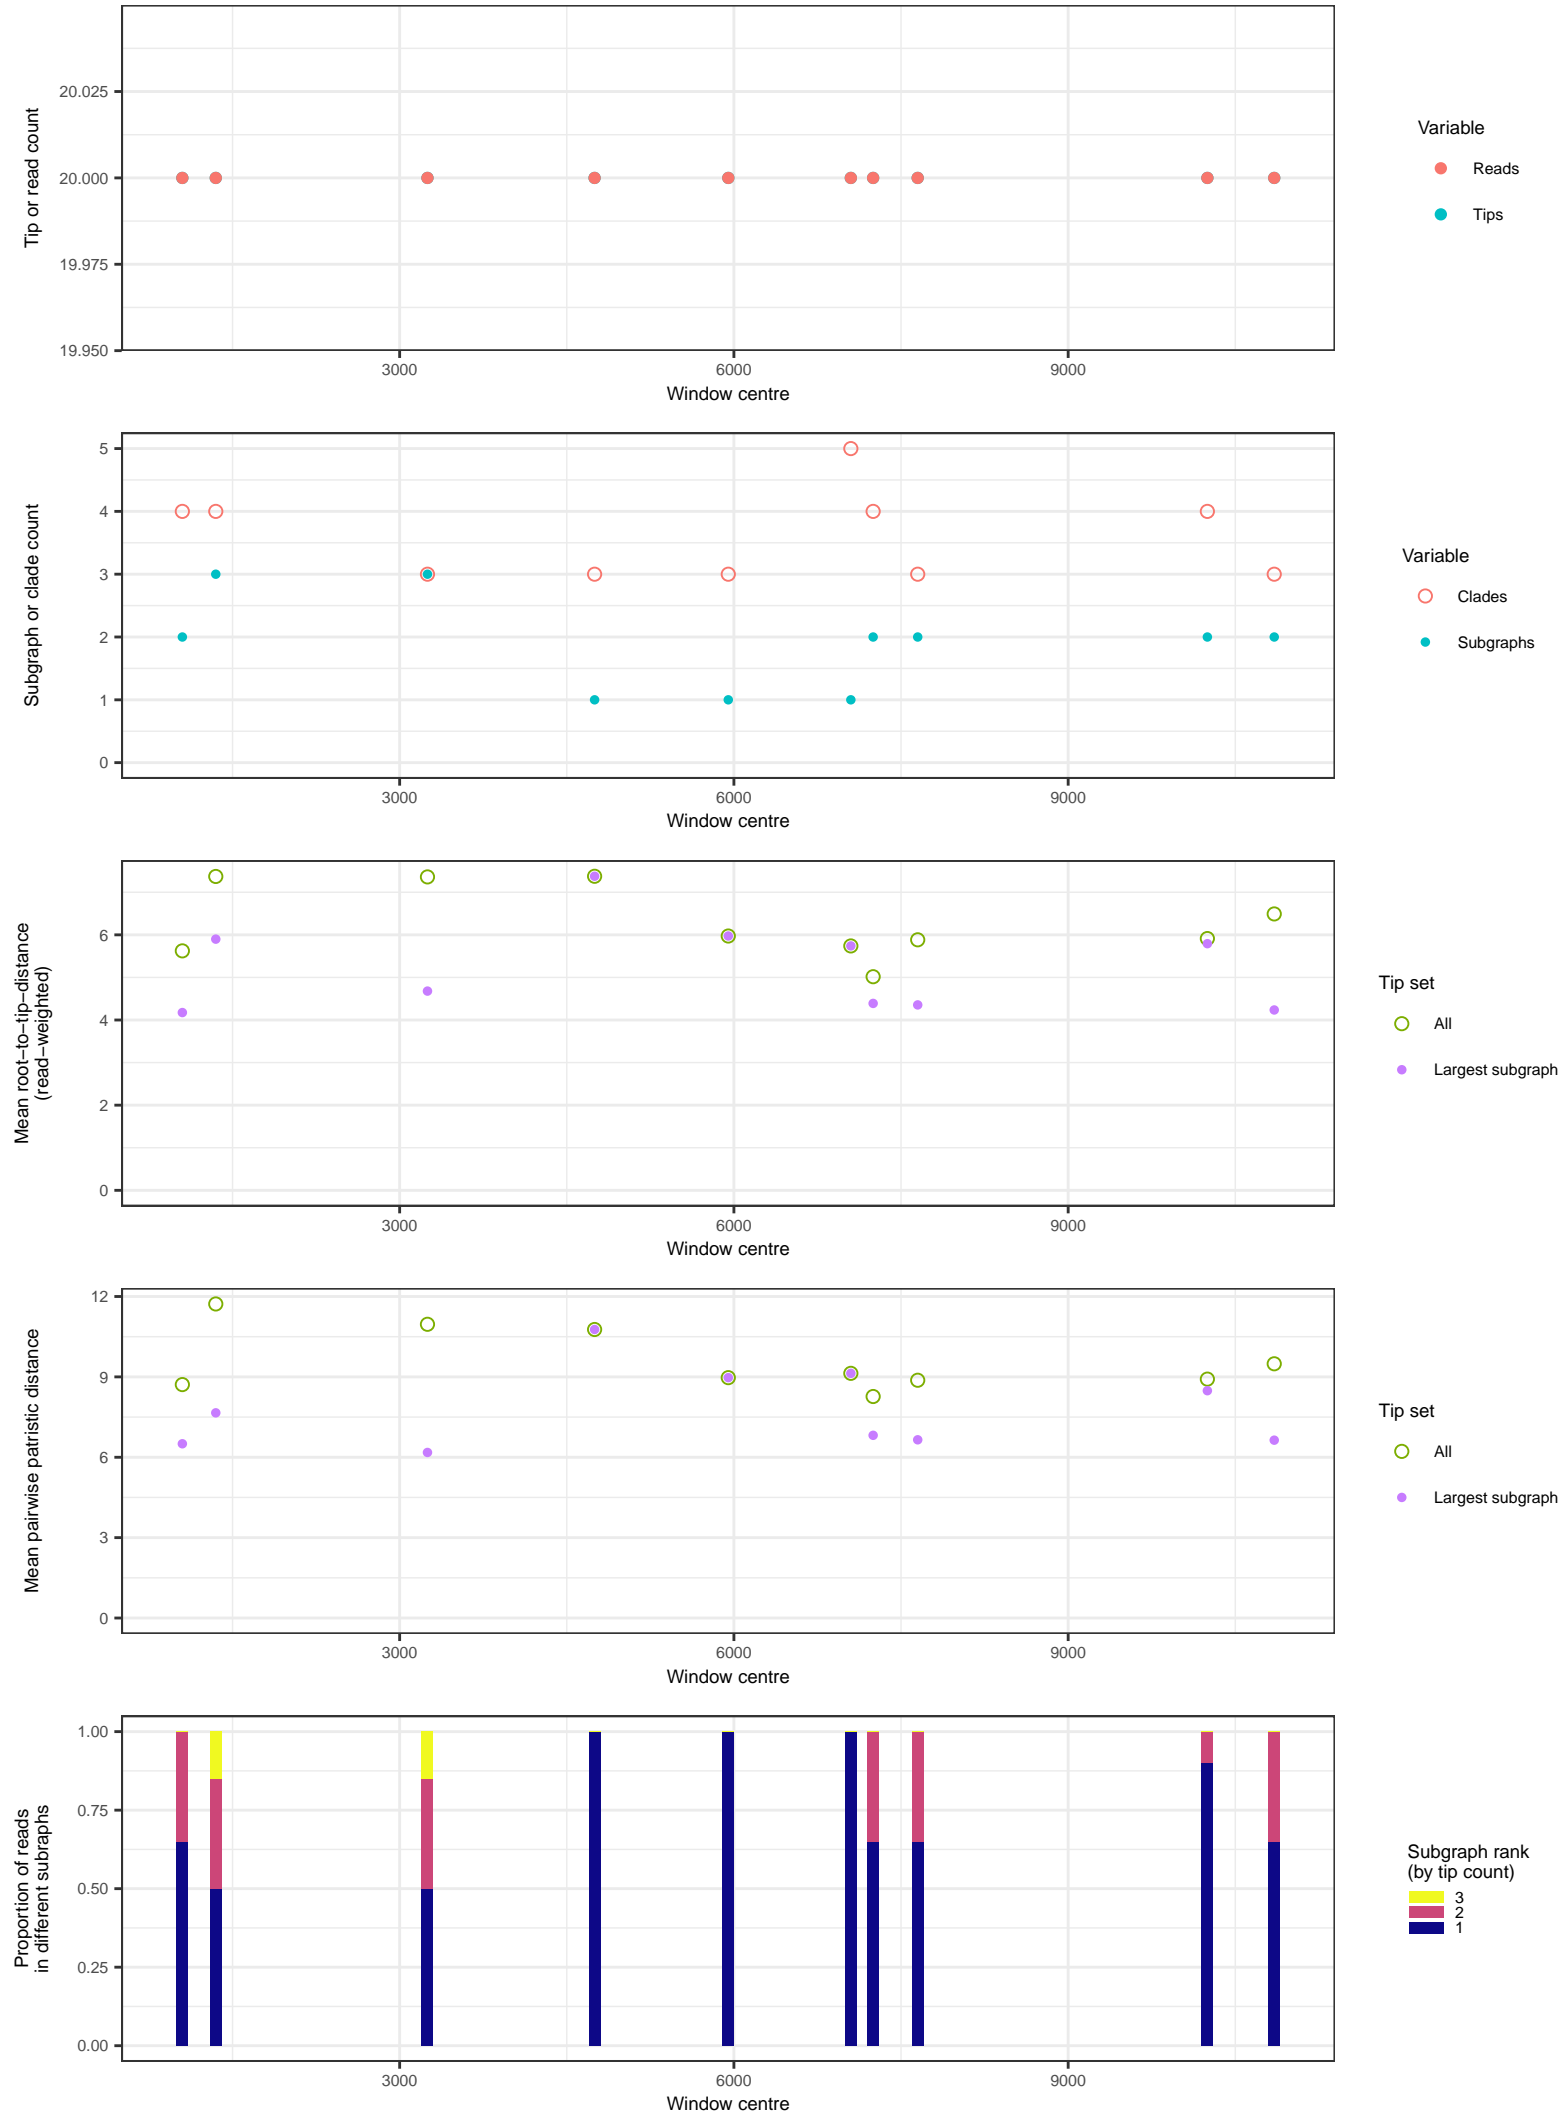 20.025
20.000
19.975
19.950
Tip or read count
3000 6000 9000
Window centre
Variable
Reads
Tips
5
4
3
2
1
0
Subgraph or clade count
3000 6000 9000
Window centre
Variable
Clades
Subgraphs
6
4
2
0
Mean root−to−tip−distance
(read−weighted)
3000 6000 9000
Window centre
Tip set
All
Largest subgraph
12
9
6
3
0
Mean pairwise patristic distance
3000 6000 9000
Window centre
Tip set
All
Largest subgraph
1.00
0.75
0.50
0.25
0.00
Proportion of reads
in different subraphs
3000 6000 9000
Window centre
Subgraph rank
(by tip count)
3
2
1